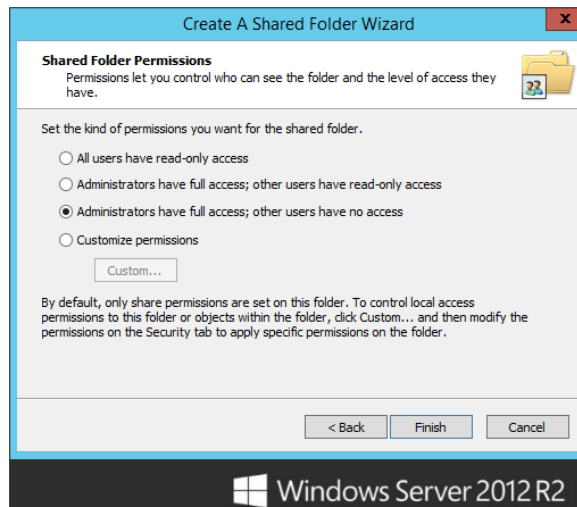 Create A Shared Folder Wizard
x
Shared Folder Permissions
Permissions let you control who can see the folder and the level of access they
have.
Set the kind of permissions you want for the shared folder.
All users have read-only access
Administrators have full access; other users have read-only access
Administrators have full access; other users have no access
Customize permissions
Custom...
By default, only share permissions are set on this folder. To control local access
permissions to this folder or objects within the folder, click Custom... and then modify the
permissions on the Security tab to apply specific permissions on the folder.
< Back Finish Cancel
Windows Server 2012 R2